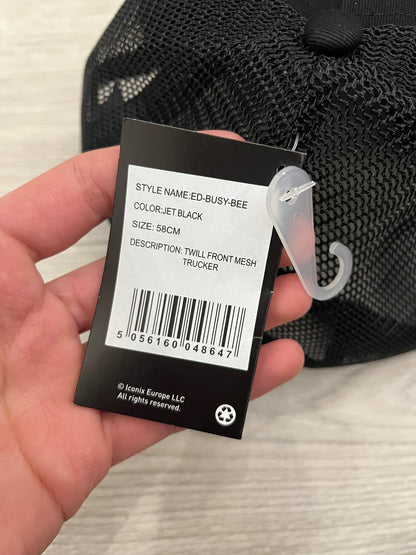 STYLE NAME:ED-BUSY-BEE
COLOR:JET BLACK
SIZE: 58CM
DESCRIPTION: TWILL FRONT MESH
TRUCKER
5 056160 048647
© Iconix Europe LLC
All rights reserved.